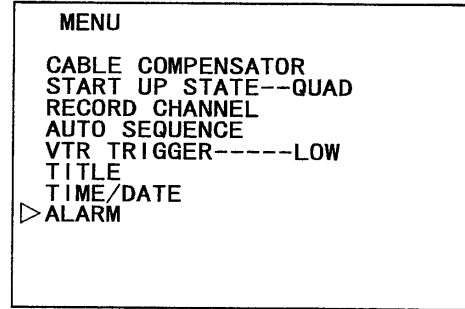 MENU
CABLE COMPENSATOR
START UP STATE--QUAD
RECORD CHANNEL
AUTO SEQUENCE
VTR TRIGGER-----LOW
TITLE
TIME/DATE
▷ALARM